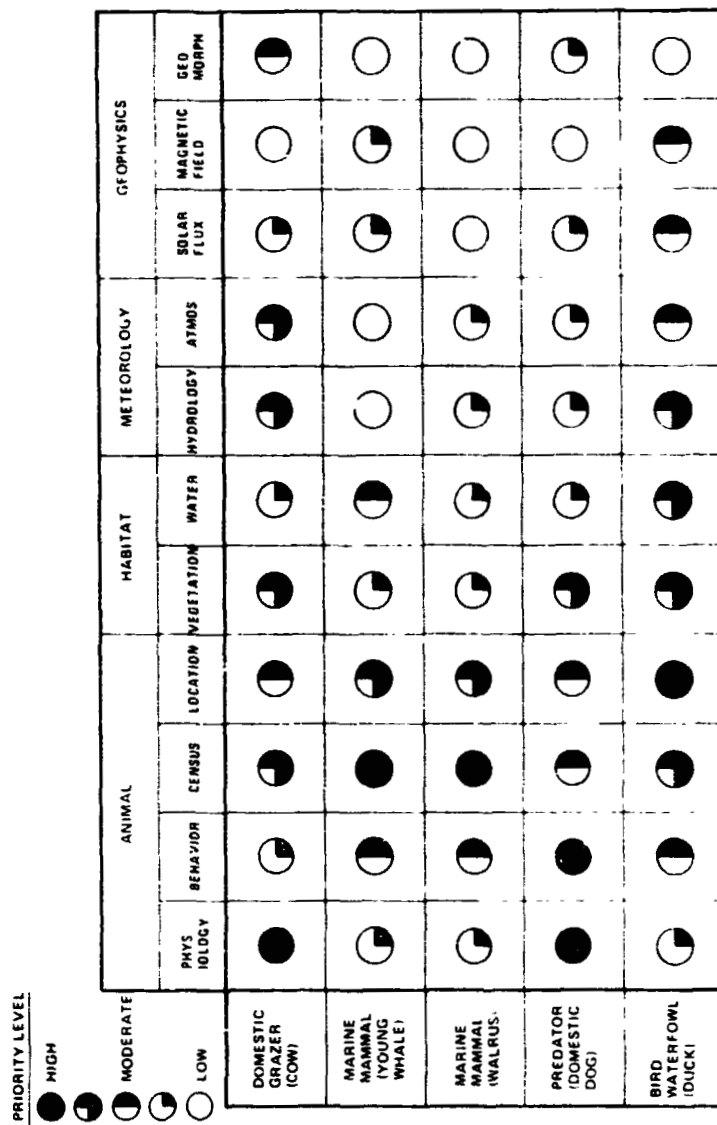 PRIORITY LEVEL
HIGH
MODERATE
LOW
ANIMAL
HABITAT
METEOROLOGY
GEOPHYSICS
PHYS
IOLOGY
BEHAVIOR
CENSUS
LOCATION
VEGETATION
WATER
HYDROLOGY
ATMOS
SOLAR
FLUX
MAGNETIC
FIELD
GEO
MORPH
DOMESTIC
GRAZER
(COW)
MARINE
MAMMAL
(YOUNG
WHALE)
MARINE
MAMMAL
(WALRUS)
PREDATOR
(DOMESTIC
DOG)
BIRD
WATERFOWL
(DUCK)